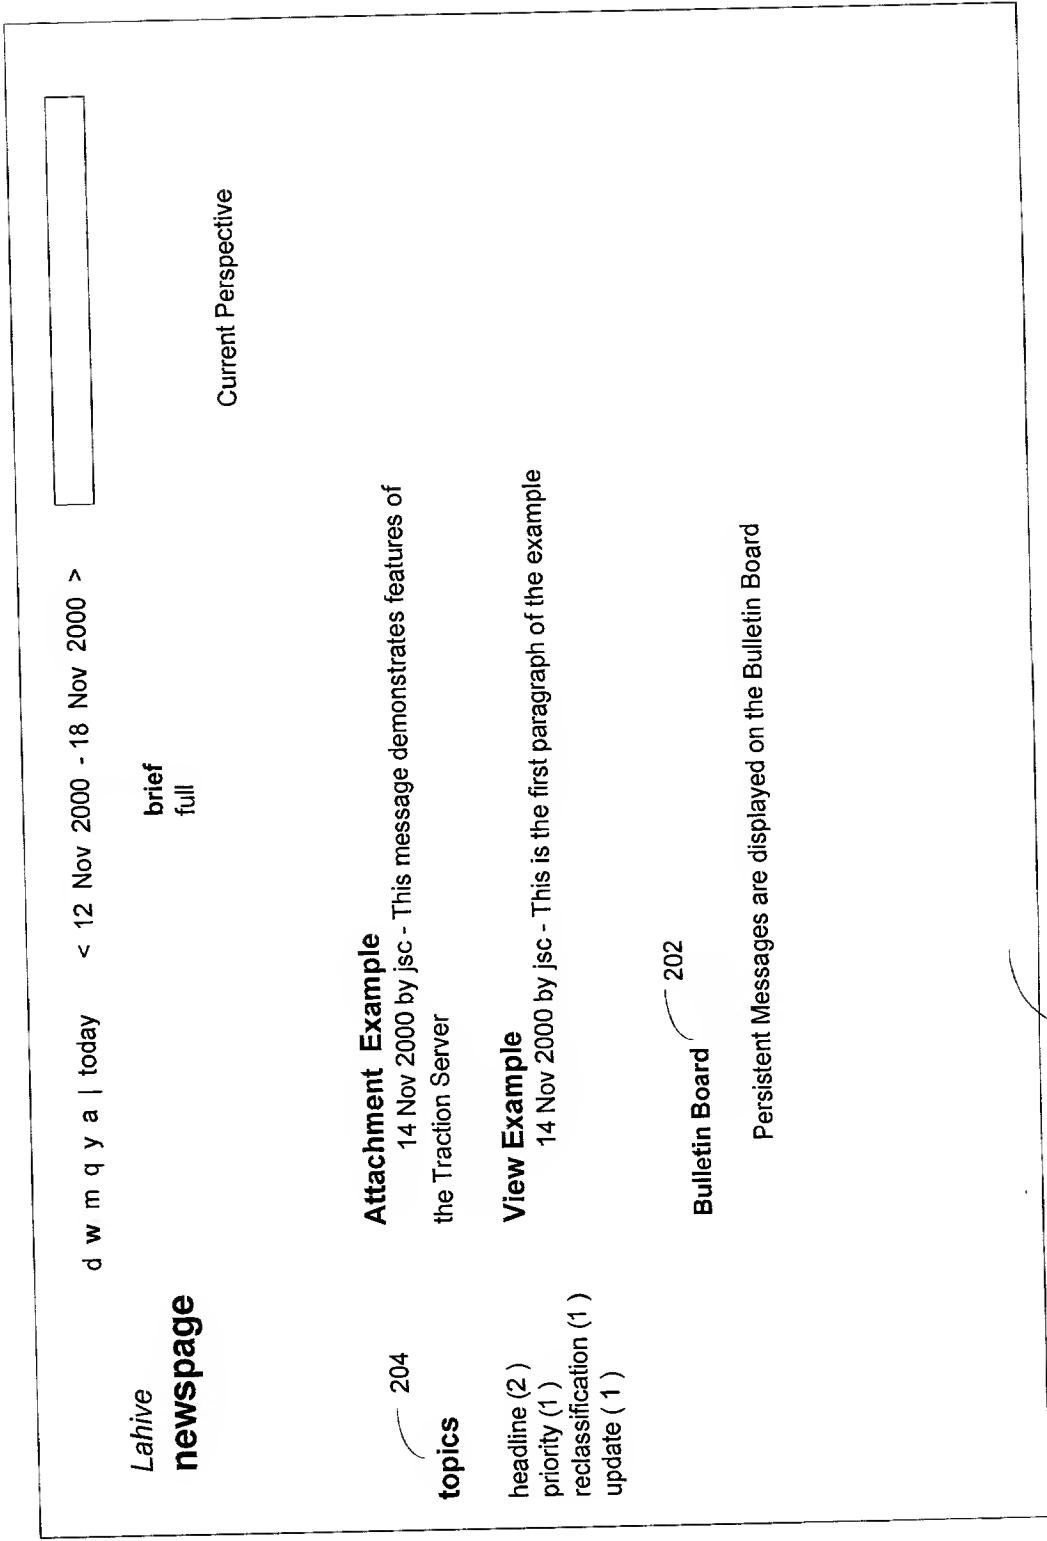 d w m q y a | today < 12 Nov 2000 - 18 Nov 2000 >
Lahive
newspage
brief
full
Current Perspective
204
topics
headline (2 )
priority (1 )
reclassification (1 )
update ( 1 )
Attachment Example
14 Nov 2000 by jsc - This message demonstrates features of
the Traction Server
View Example
14 Nov 2000 by jsc - This is the first paragraph of the example
Bulletin Board
202
Persistent Messages are displayed on the Bulletin Board